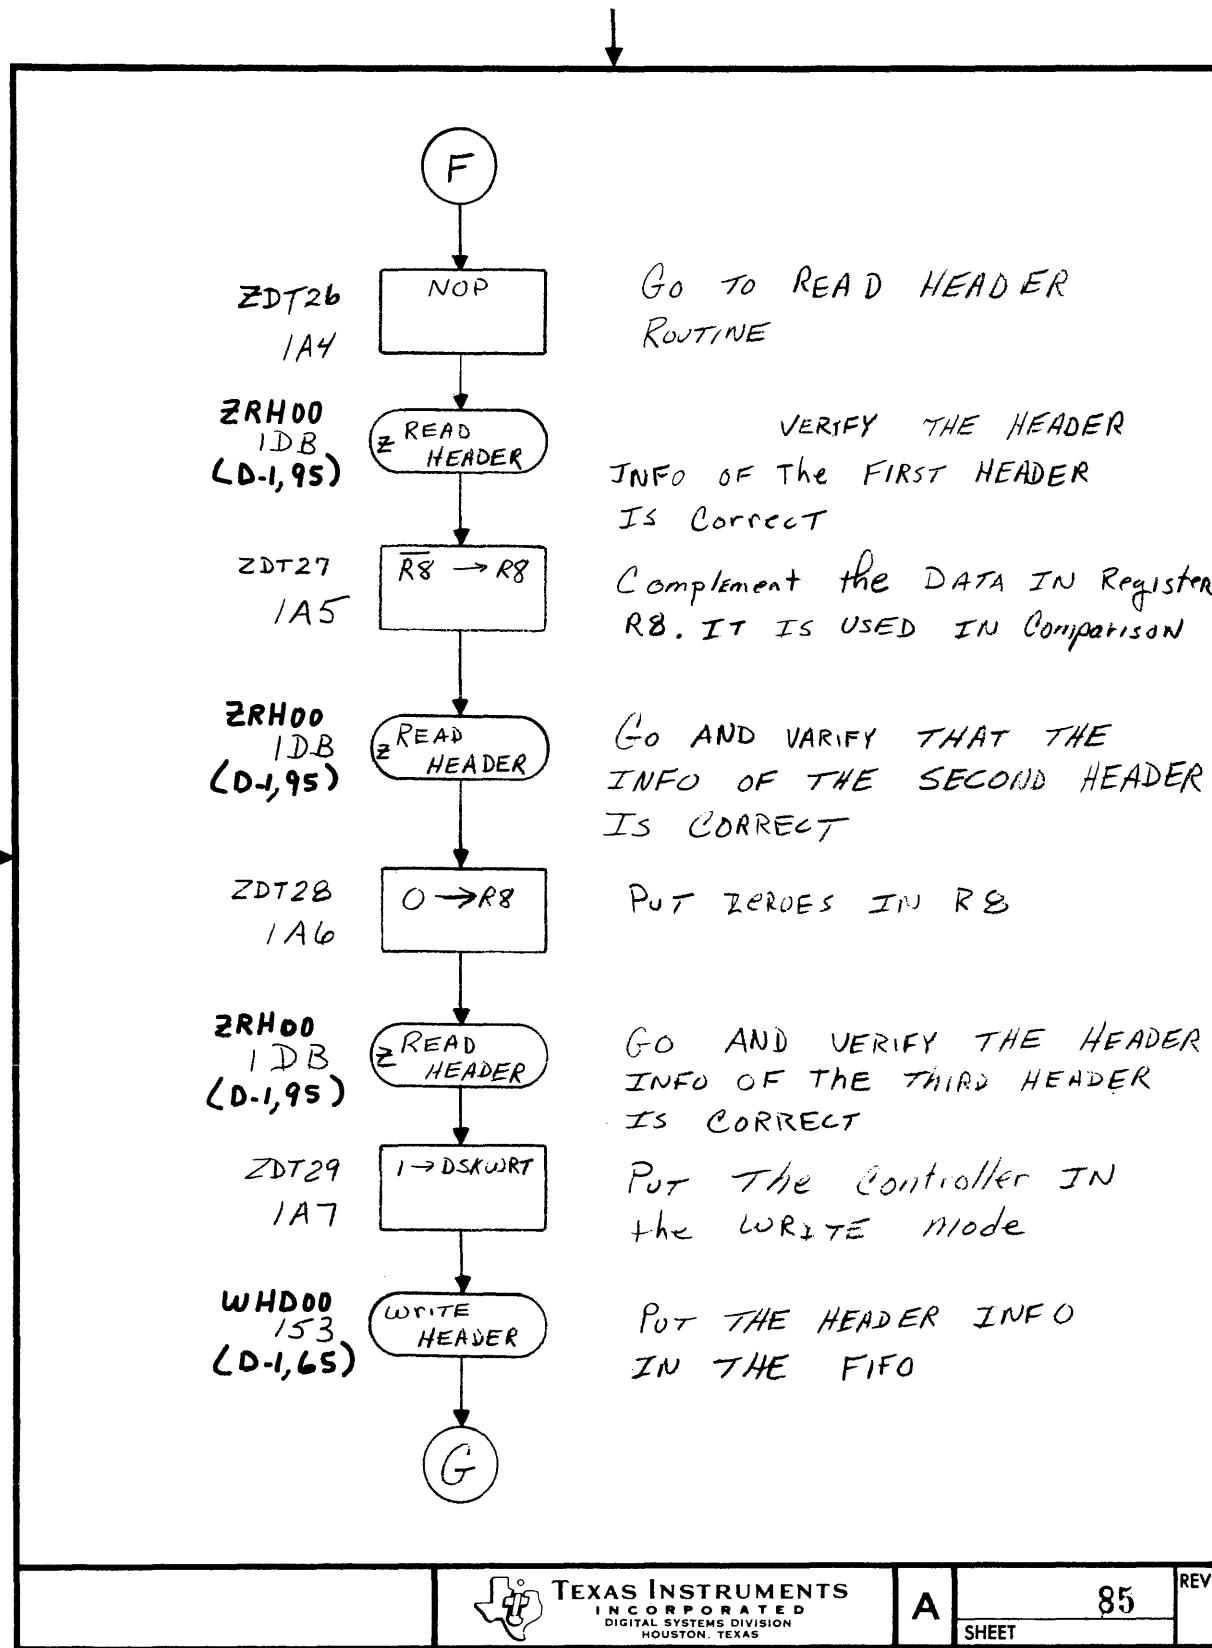 F
NOP
ZDT26
1A4
GO TO READ HEADER
ROUTINE
ZRH00
1DB
(D-1,95)
Z READ
HEADER
VERIFY THE HEADER
INFO OF The FIRST HEADER
IS CorrecT
ZDT27
1A5
R̅8̅ → R8
Complement the DATA IN Register
R8. IT IS USED IN Comparison
ZRH00
1DB
(D-1,95)
Z READ
HEADER
GO AND VARIFY THAT THE
INFO OF THE SECOND HEADER
IS CORRECT
ZDT28
1A6
0 → R8
PUT ZEROES IN R8
ZRH00
1DB
(D-1,95)
Z READ
HEADER
GO AND VERIFY THE HEADER
INFO OF The THIRD HEADER
IS CORRECT
ZDT29
1A7
1 → DSKWRT
PUT The Controller IN
the WRITE Mode
WHD00
153
(D-1,65)
WrITE
HEADER
PUT THE HEADER INFO
IN THE FIFO
G
TEXAS INSTRUMENTS
INCORPORATED
DIGITAL SYSTEMS DIVISION
HOUSTON, TEXAS
A
85
SHEET
REV